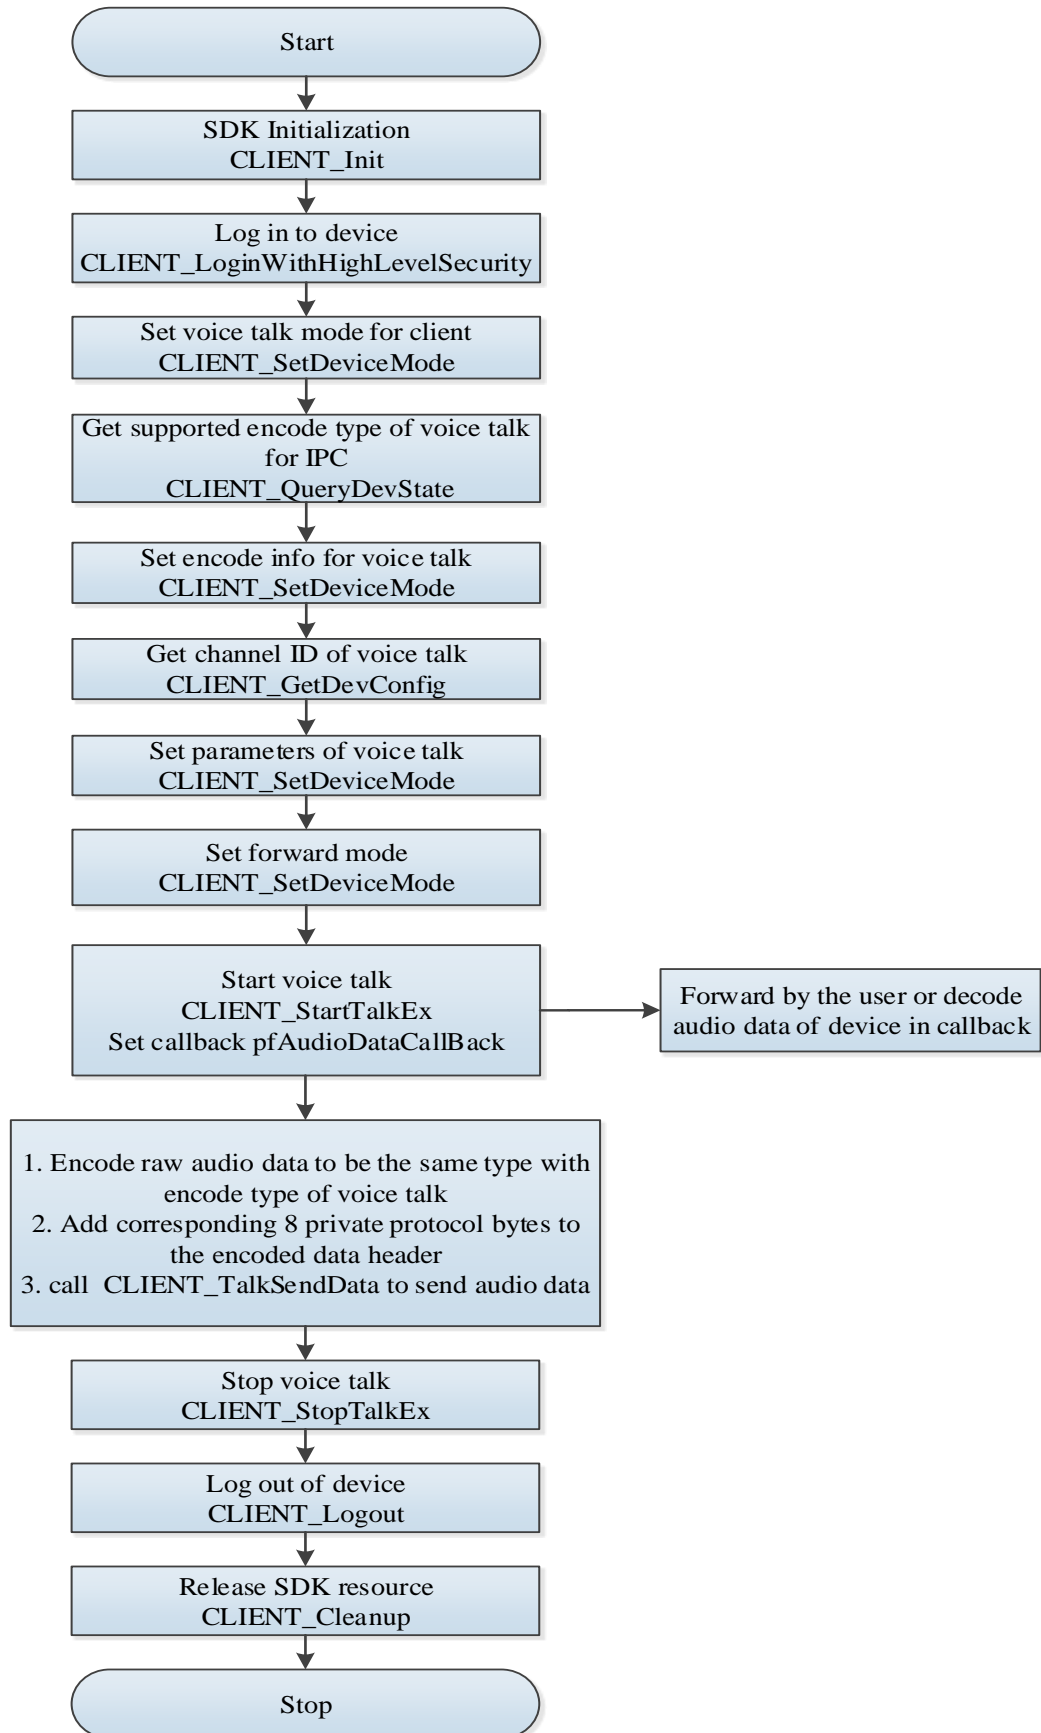 Start
SDK Initialization
CLIENT_Init
Log in to device
CLIENT_LoginWithHighLevelSecurity
Set voice talk mode for client
CLIENT_SetDeviceMode
Get supported encode type of voice talk
for IPC
CLIENT_QueryDevState
Set encode info for voice talk
CLIENT_SetDeviceMode
Get channel ID of voice talk
CLIENT_GetDevConfig
Set parameters of voice talk
CLIENT_SetDeviceMode
Set forward mode
CLIENT_SetDeviceMode
Start voice talk
CLIENT_StartTalkEx
Set callback pfAudioDataCallBack
Forward by the user or decode
audio data of device in callback
1. Encode raw audio data to be the same type with
encode type of voice talk
2. Add corresponding 8 private protocol bytes to
the encoded data header
3. call  CLIENT_TalkSendData to send audio data
Stop voice talk
CLIENT_StopTalkEx
Log out of device
CLIENT_Logout
Release SDK resource
CLIENT_Cleanup
Stop